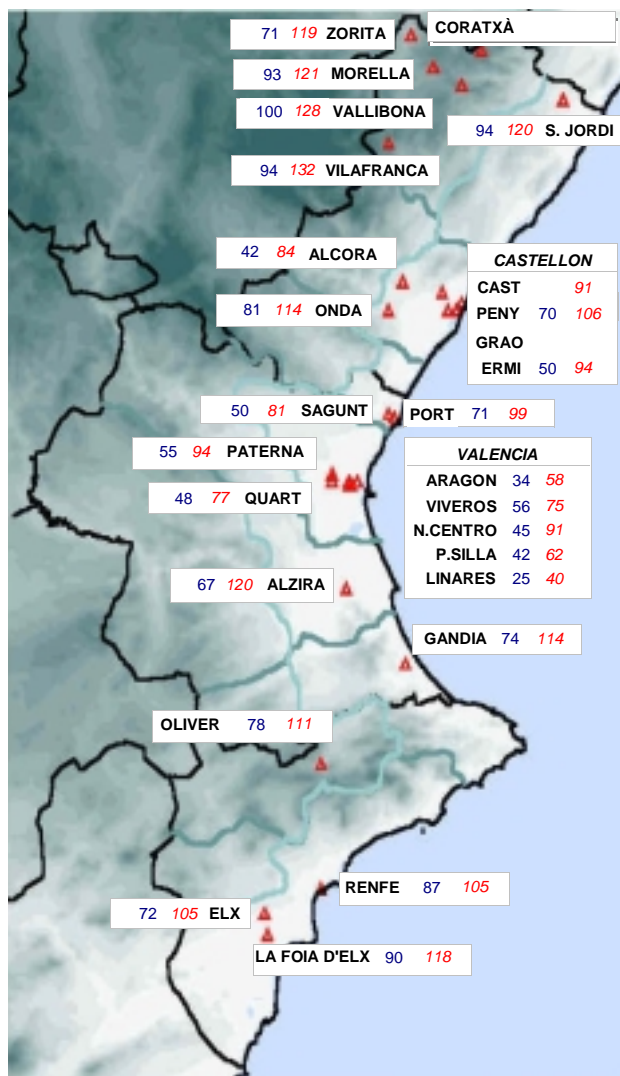 71 119 ZORITA
CORATXÀ
93 121 MORELLA
100 128 VALLIBONA
94 120 S. JORDI
94 132 VILAFRANCA
42 84 ALCORA
81 114 ONDA
CASTELLON
CAST 91
PENY 70 106
GRAO
ERMI 50 94
50 81 SAGUNT
PORT 71 99
55 94 PATERNA
48 77 QUART
VALENCIA
ARAGON 34 58
VIVEROS 56 75
N.CENTRO 45 91
P.SILLA 42 62
LINARES 25 40
67 120 ALZIRA
GANDIA 74 114
OLIVER 78 111
RENFE 87 105
72 105 ELX
LA FOIA D'ELX 90 118